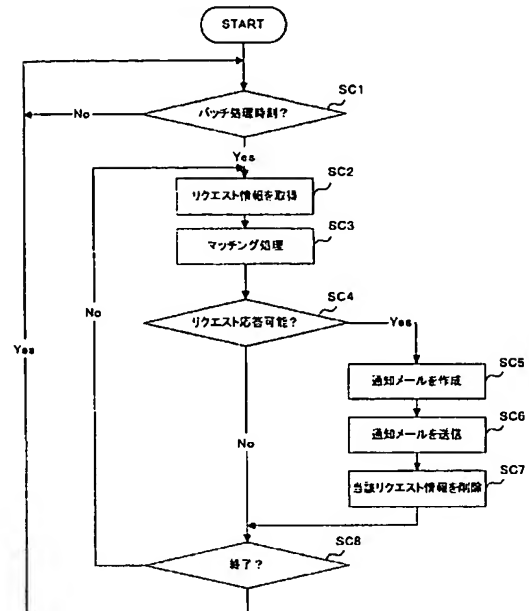 START
SC1
バッチ処理時刻?
No
Yes
SC2
リクエスト情報を取得
SC3
マッチング処理
SC4
リクエスト応答可能?
Yes
No
Yes
SC5
通知メールを作成
SC6
通知メールを送信
No
SC7
当該リクエスト情報を削除
SC8
終了?